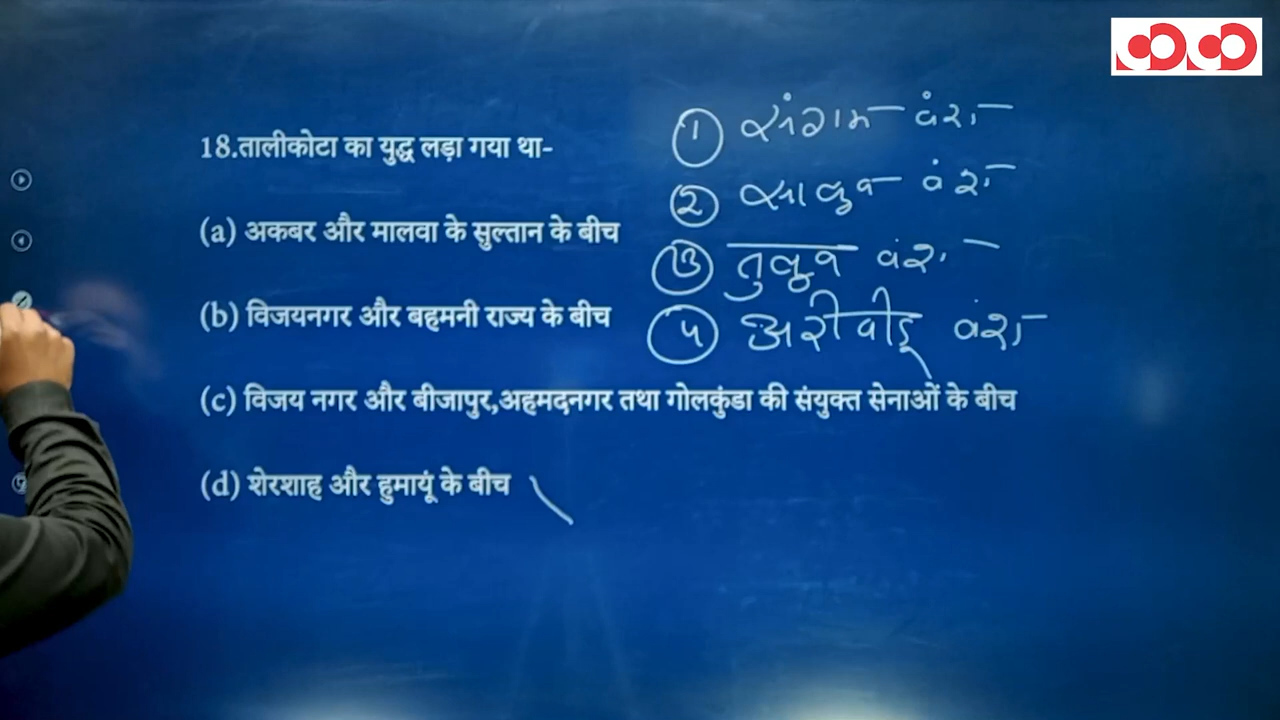 18.तालीकोटा का युद्ध लड़ा गया था-
(a) अकबर और मालवा के सुल्तान के बीच
(b) विजयनगर और बहमनी राज्य के बीच
(c) विजय नगर और बीजापुर,अहमदनगर तथा गोलकुंडा की संयुक्त सेनाओं के बीच
(d) शेरशाह और हुमायूं के बीच
1 संगम वंश
2 सालुव वंश
3 तुलुव वंश
4 अरीवीडू वंश